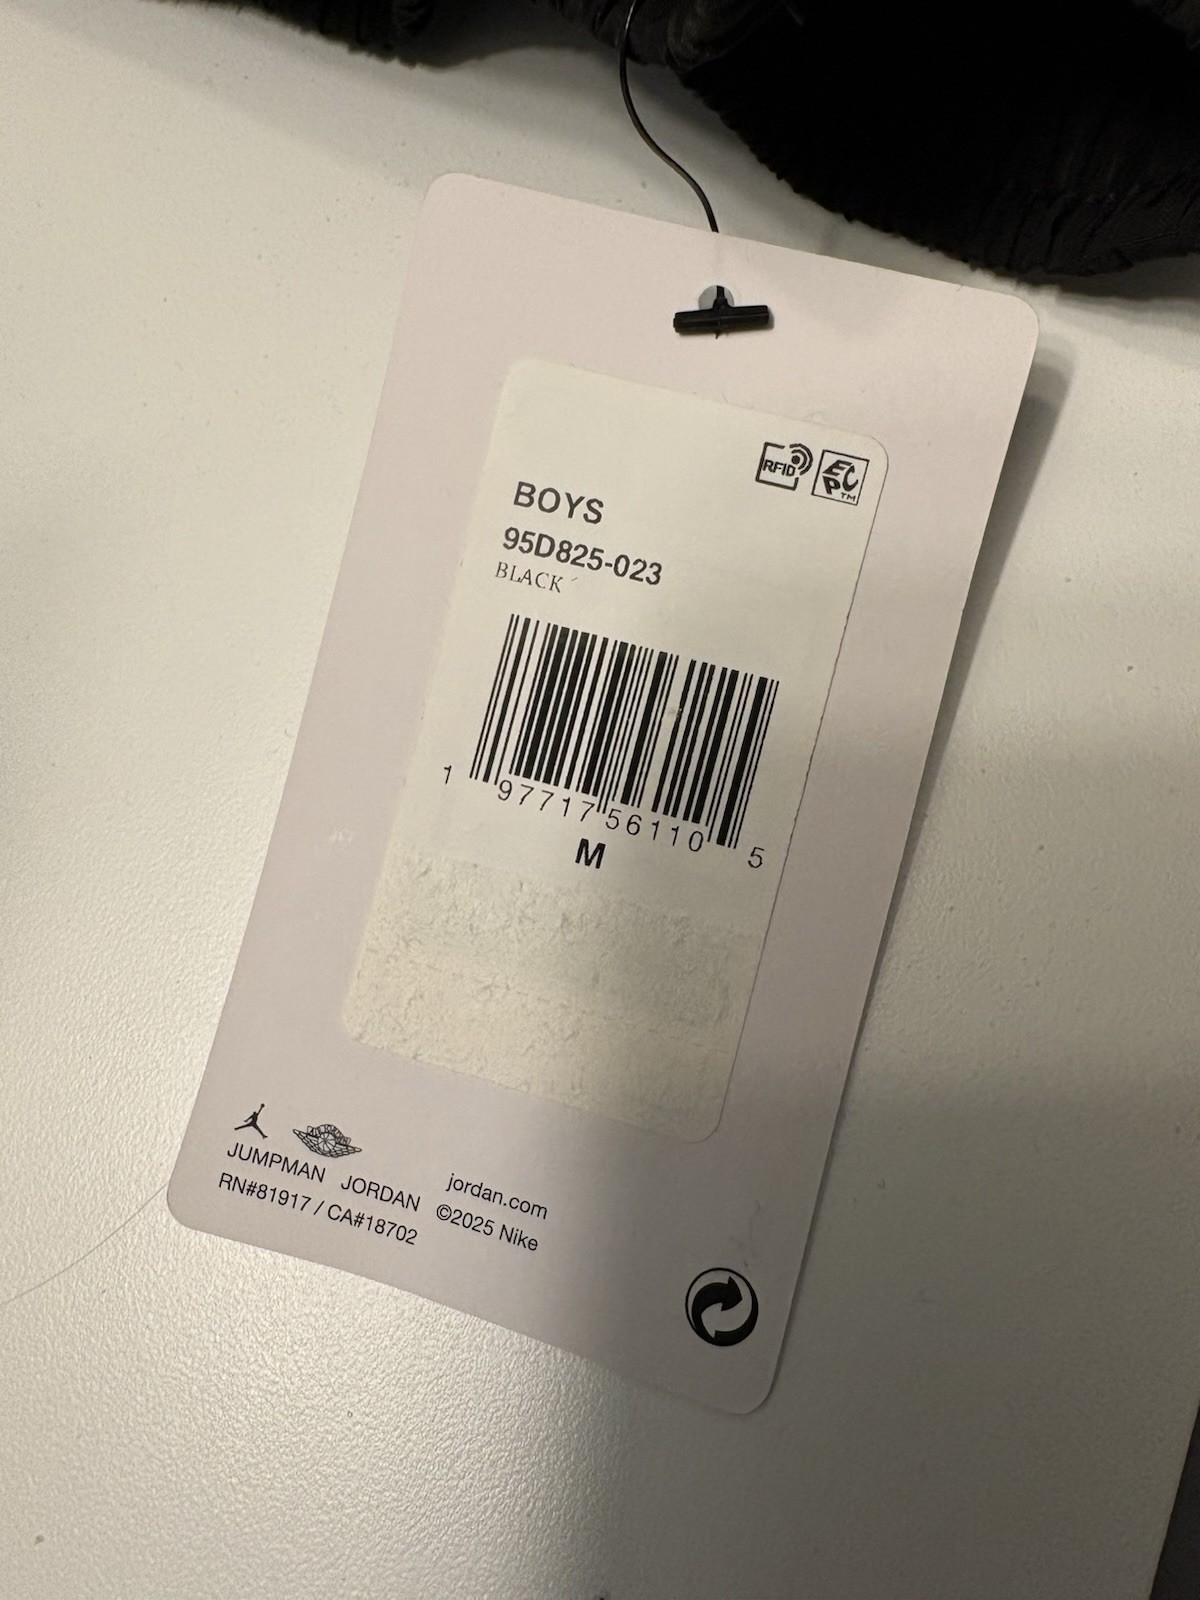 RFID
EPC™
BOYS
95D825-023
BLACK
1 97717 56110 5
M
JUMPMAN JORDAN
RN#81917 / CA#18702
jordan.com
©2025 Nike